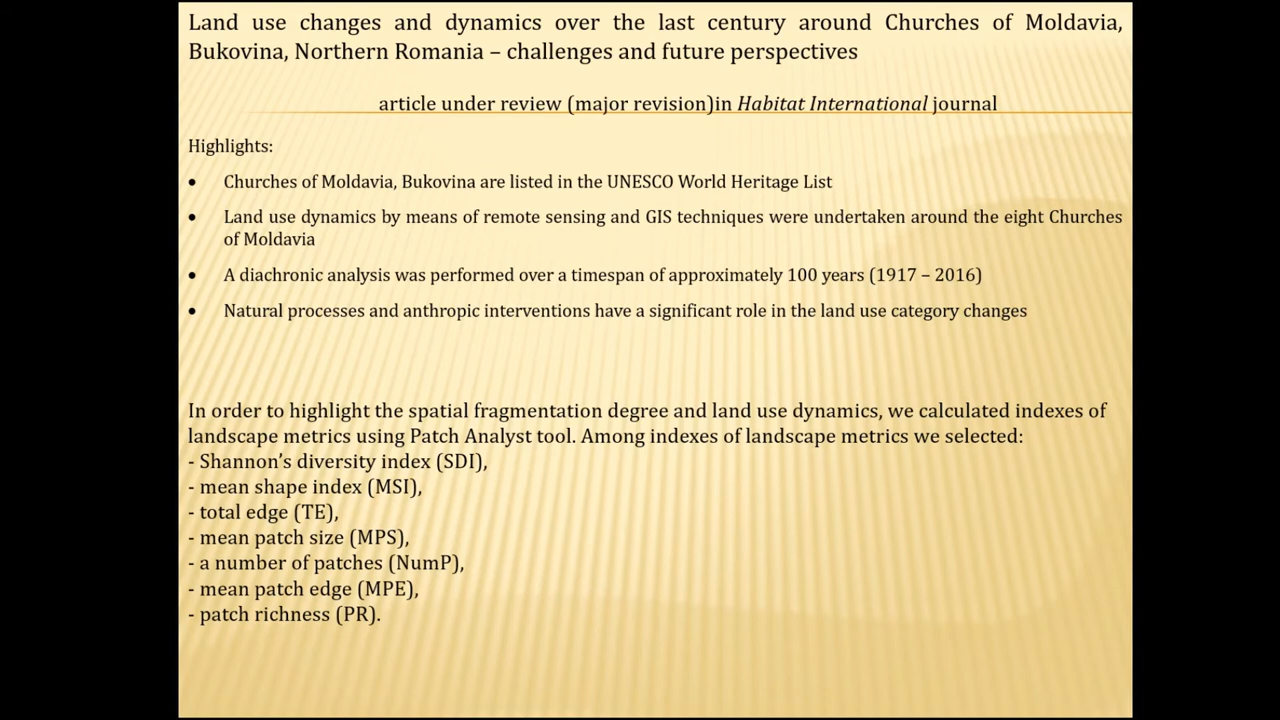 Land use changes and dynamics over the last century around Churches of Moldavia,
Bukovina, Northern Romania – challenges and future perspectives
article under review (major revision)in Habitat International journal
Highlights:
• Churches of Moldavia, Bukovina are listed in the UNESCO World Heritage List
• Land use dynamics by means of remote sensing and GIS techniques were undertaken around the eight Churches
of Moldavia
• A diachronic analysis was performed over a timespan of approximately 100 years (1917 – 2016)
• Natural processes and anthropic interventions have a significant role in the land use category changes
In order to highlight the spatial fragmentation degree and land use dynamics, we calculated indexes of
landscape metrics using Patch Analyst tool. Among indexes of landscape metrics we selected:
- Shannon’s diversity index (SDI),
- mean shape index (MSI),
- total edge (TE),
- mean patch size (MPS),
- a number of patches (NumP),
- mean patch edge (MPE),
- patch richness (PR).